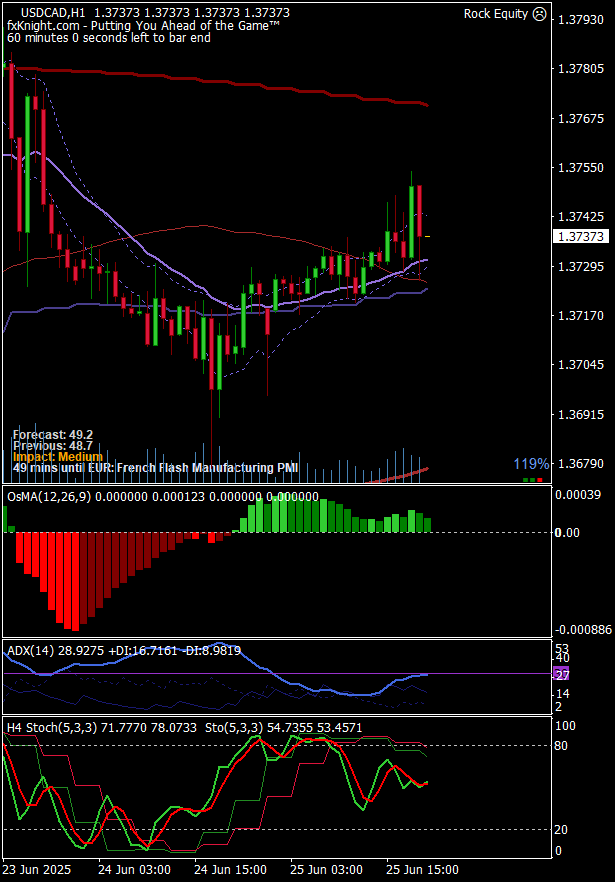 USDCAD,H1 1.37373 1.37373 1.37373 1.37373
Rock Equity
fxKnight.com - Putting You Ahead of the Game™
60 minutes 0 seconds left to bar end
1.37930
1.37805
1.37675
1.37550
1.37425
1.37373
1.37295
1.37170
1.37045
1.36915
1.36790
Forecast: 49.2
Previous: 48.7
Impact: Medium
49 mins until EUR: French Flash Manufacturing PMI
119%
OsMA(12,26,9) 0.000000 0.000123 0.000000 0.000000
0.00039
0.00
-0.000886
ADX(14) 28.9275 +DI:16.7161 -DI:8.9819
53
40
27
14
2
H4 Stoch(5,3,3) 71.7770 78.0733 Sto(5,3,3) 54.7355 53.4571
100
80
20
0
23 Jun 2025
24 Jun 03:00
24 Jun 15:00
25 Jun 03:00
25 Jun 15:00